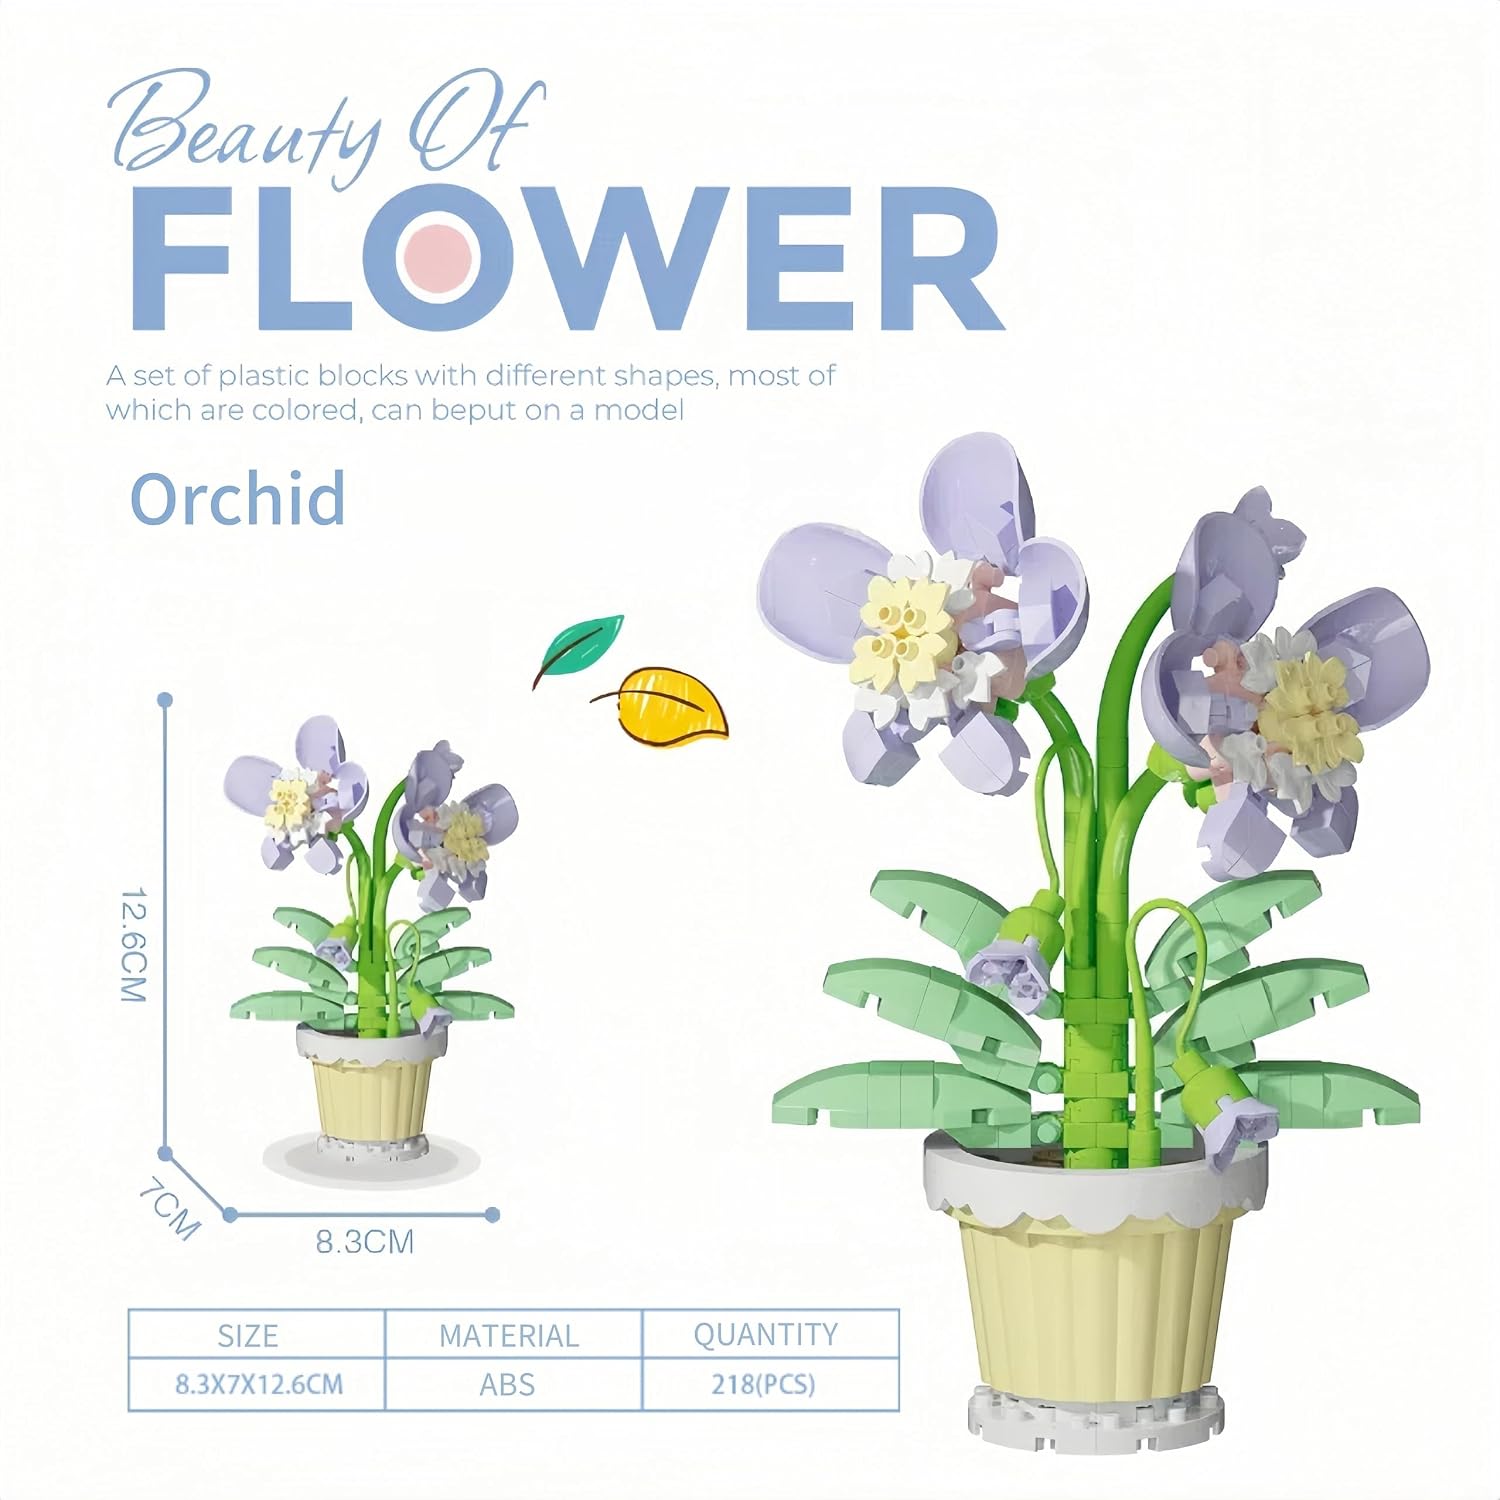 Beauty Of
FLOWER
A set of plastic blocks with different shapes, most of
which are colored, can beput on a model
Orchid
12.6CM
7CM
8.3CM
SIZE MATERIAL QUANTITY
8.3X7X12.6CM ABS 218(PCS)